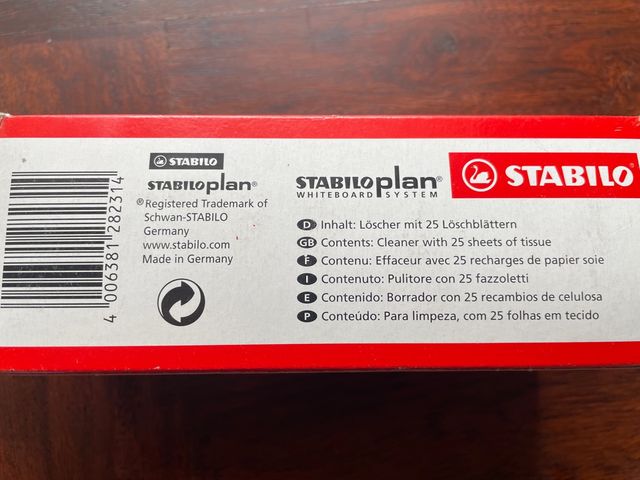 4 006381 282314
STABILO
STABILOplan®
®Registered Trademark of
Schwan-STABILO
Germany
www.stabilo.com
Made in Germany
STABILOplan®
WHITEBOARD SYSTEM
STABILO
D Inhalt: Löscher mit 25 Löschblättern
GB Contents: Cleaner with 25 sheets of tissue
F Contenu: Effaceur avec 25 recharges de papier soie
I Contenuto: Pulitore con 25 fazzoletti
E Contenido: Borrador con 25 recambios de celulosa
P Conteúdo: Para limpeza, com 25 folhas em tecido